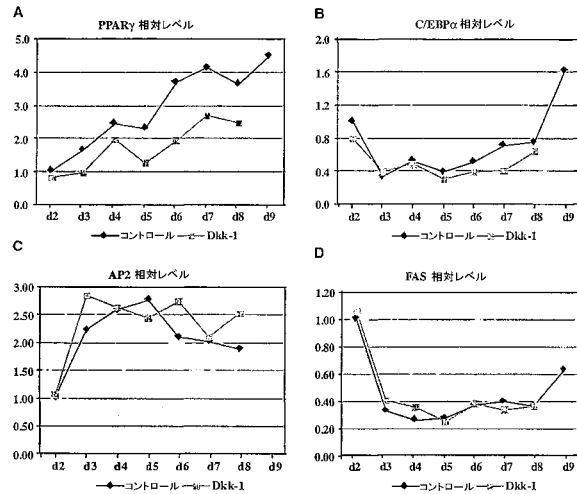 A
PPARγ 相対レベル
5.0
4.0
3.0
2.0
1.0
0.0
d2 d3 d4 d5 d6 d7 d8 d9
コントロール Dkk-1
B
C/EBPα 相対レベル
2.0
1.6
1.2
0.8
0.4
0.0
d2 d3 d4 d5 d6 d7 d8 d9
コントロール Dkk-1
C
AP2 相対レベル
3.00
2.50
2.00
1.50
1.00
0.50
0.00
d2 d3 d4 d5 d6 d7 d8 d9
コントロール Dkk-1
D
FAS 相対レベル
1.20
1.00
0.80
0.60
0.40
0.20
0.00
d2 d3 d4 d5 d6 d7 d8 d9
コントロール Dkk-1